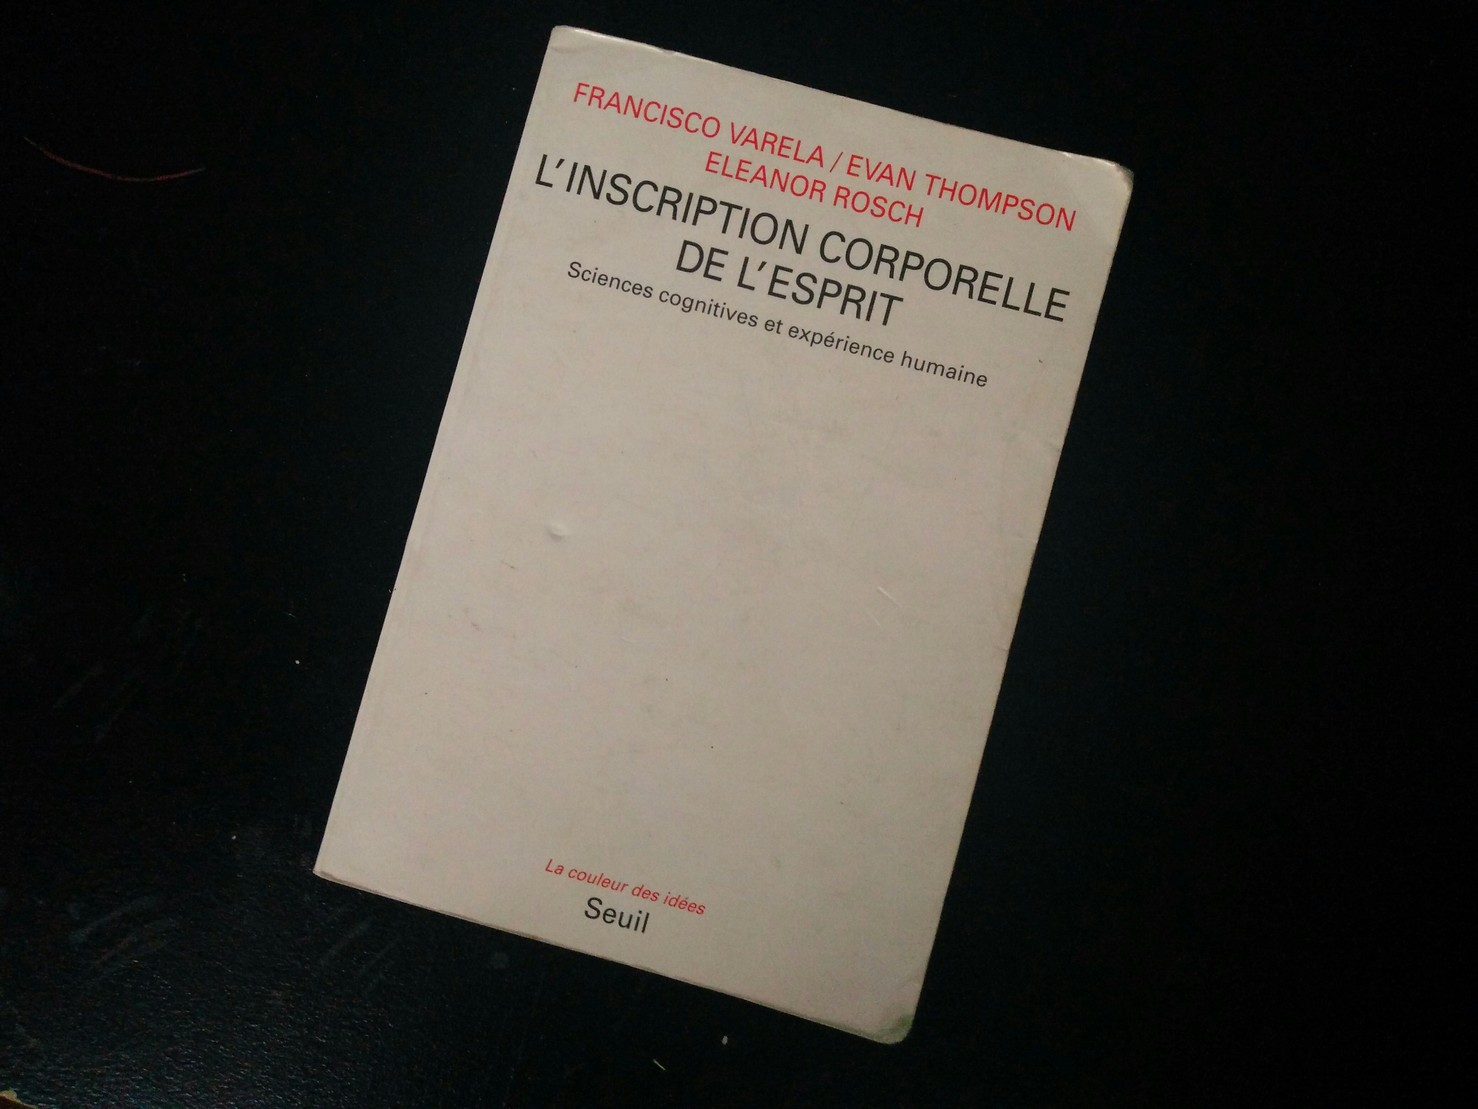 FRANCISCO VARELA / EVAN THOMPSON
ELEANOR ROSCH
L'INSCRIPTION CORPORELLE
DE L'ESPRIT
Sciences cognitives et expérience humaine
La couleur des idées
Seuil